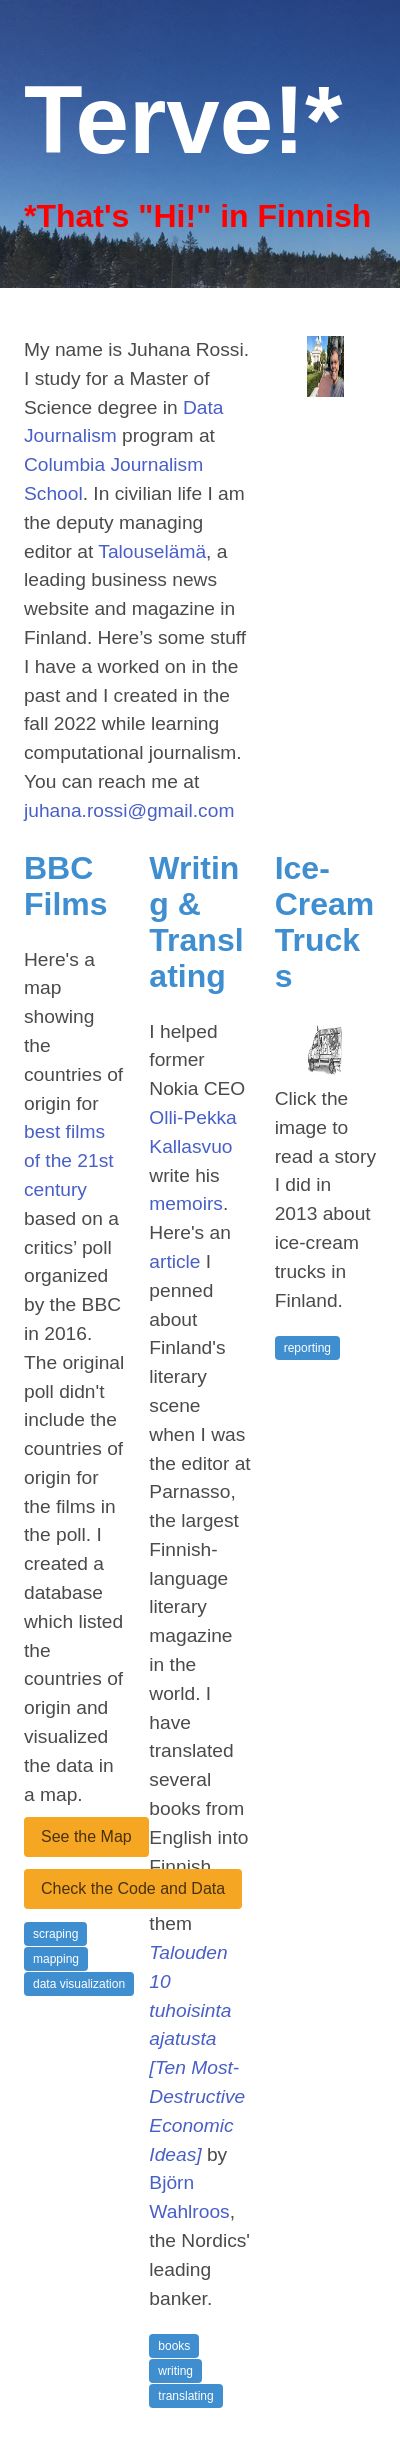 Terve!*
*That's "Hi!" in Finnish
My name is Juhana Rossi.
I study for a Master of
Science degree in Data
Journalism program at
Columbia Journalism
School. In civilian life I am
the deputy managing
editor at Talouselämä, a
leading business news
website and magazine in
Finland. Here’s some stuff
I have a worked on in the
past and I created in the
fall 2022 while learning
computational journalism.
You can reach me at
juhana.rossi@gmail.com
BBC
Films
Here's a
map
showing
the
countries of
origin for
best films
of the 21st
century
based on a
critics’ poll
organized
by the BBC
in 2016.
The original
poll didn't
include the
countries of
origin for
the films in
the poll. I
created a
database
which listed
the
countries of
origin and
visualized
the data in
a map.
See the Map
Check the Code and Data
scraping
mapping
data visualization
Writin
g &
Transl
ating
I helped
former
Nokia CEO
Olli-Pekka
Kallasvuo
write his
memoirs.
Here's an
article I
penned
about
Finland's
literary
scene
when I was
the editor at
Parnasso,
the largest
Finnish-
language
literary
magazine
in the
world. I
have
translated
several
books from
English into
Finnish
them
Talouden
10
tuhoisinta
ajatusta
[Ten Most-
Destructive
Economic
Ideas] by
Björn
Wahlroos,
the Nordics'
leading
banker.
books
writing
translating
Ice-
Cream
Truck
s
Click the
image to
read a story
I did in
2013 about
ice-cream
trucks in
Finland.
reporting